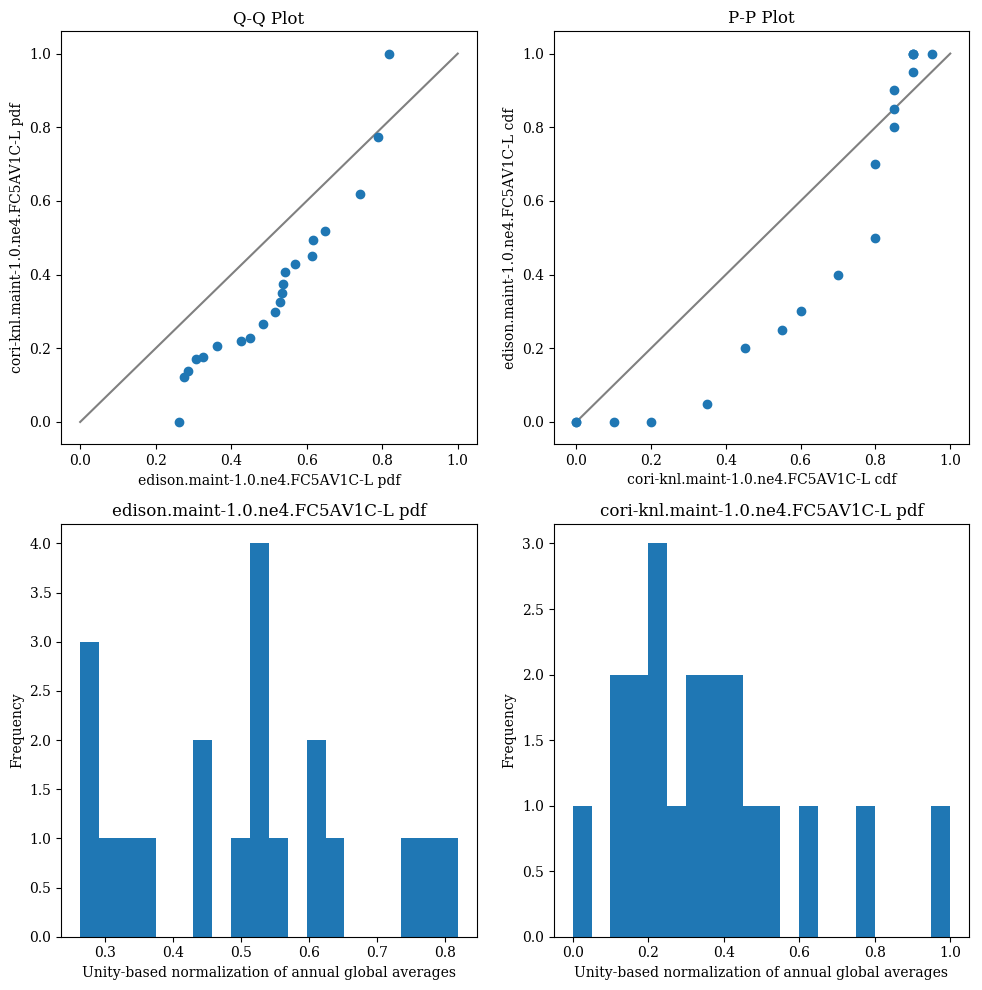 Q-Q Plot
1.0
0.8
0.6
0.4
0.2
0.0
cori-knl.maint-1.0.ne4.FC5AV1C-L pdf
0.0 0.2 0.4 0.6 0.8 1.0
edison.maint-1.0.ne4.FC5AV1C-L pdf
P-P Plot
1.0
0.8
0.6
0.4
0.2
0.0
edison.maint-1.0.ne4.FC5AV1C-L cdf
0.0 0.2 0.4 0.6 0.8 1.0
cori-knl.maint-1.0.ne4.FC5AV1C-L cdf
edison.maint-1.0.ne4.FC5AV1C-L pdf
4.0
3.5
3.0
2.5
2.0
1.5
1.0
0.5
0.0
Frequency
0.3 0.4 0.5 0.6 0.7 0.8
Unity-based normalization of annual global averages
cori-knl.maint-1.0.ne4.FC5AV1C-L pdf
3.0
2.5
2.0
1.5
1.0
0.5
0.0
Frequency
0.0 0.2 0.4 0.6 0.8 1.0
Unity-based normalization of annual global averages